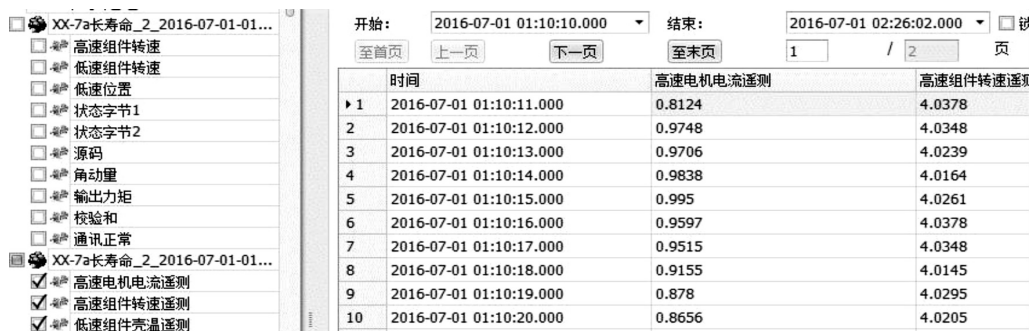 XX-7a长寿命_2_2016-07-01-01...
高速组件转速
低速组件转速
低速位置
状态字节1
状态字节2
源码
角动量
输出力矩
校验和
通讯正常
XX-7a长寿命_2_2016-07-01-01...
高速电机电流遥测
高速组件转速遥测
低速组件壳温遥测
开始: 2016-07-01 01:10:10.000 结束: 2016-07-01 02:26:02.000
至首页 上一页 下一页 至末页 1 / 2 页
时间 高速电机电流遥测 高速组件转速遥测
1 2016-07-01 01:10:11.000 0.8124 4.0378
2 2016-07-01 01:10:12.000 0.9748 4.0348
3 2016-07-01 01:10:13.000 0.9706 4.0239
4 2016-07-01 01:10:14.000 0.9838 4.0164
5 2016-07-01 01:10:15.000 0.995 4.0261
6 2016-07-01 01:10:16.000 0.9597 4.0378
7 2016-07-01 01:10:17.000 0.9515 4.0348
8 2016-07-01 01:10:18.000 0.9155 4.0145
9 2016-07-01 01:10:19.000 0.878 4.0295
10 2016-07-01 01:10:20.000 0.8656 4.0205